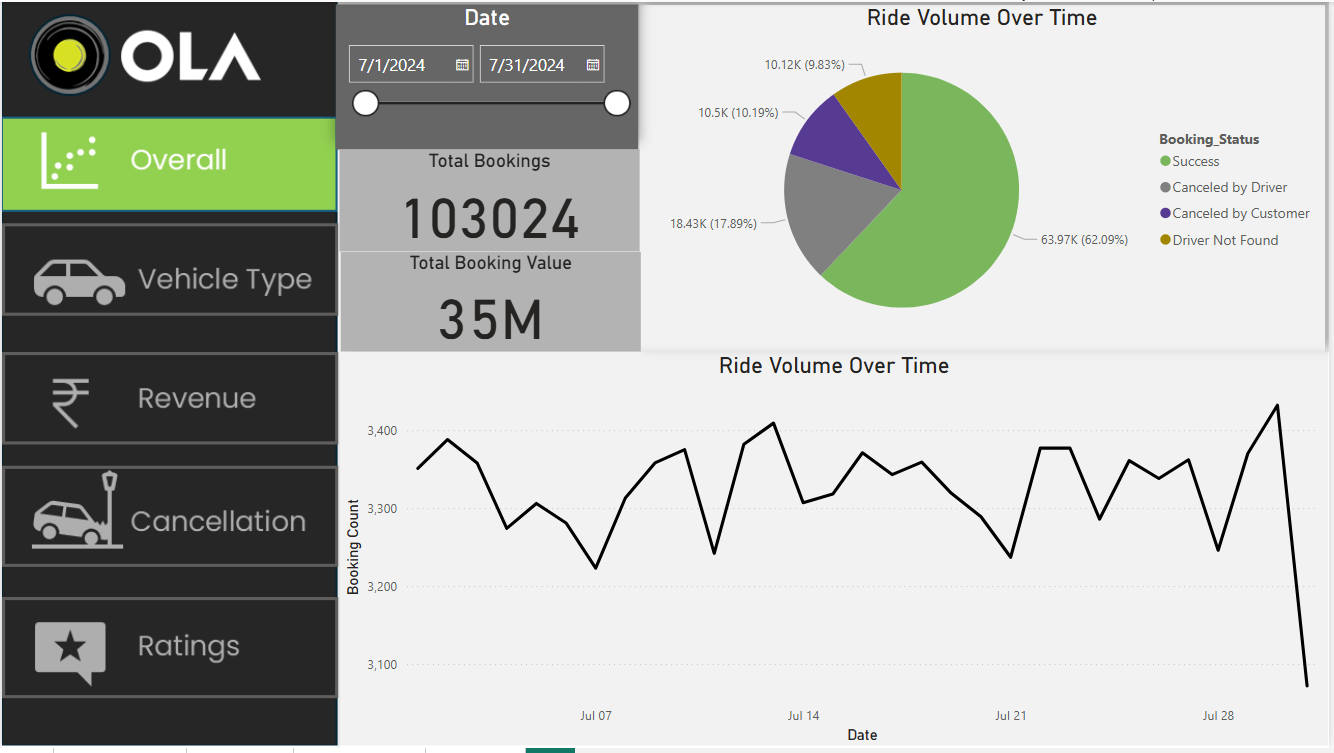 OLA
Overall
Vehicle Type
Revenue
Cancellation
Ratings
Date
7/1/2024
7/31/2024
Total Bookings
103024
Total Booking Value
35M
Ride Volume Over Time
10.12K (9.83%)
10.5K (10.19%)
18.43K (17.89%)
63.97K (62.09%)
Booking_Status
Success
Canceled by Driver
Canceled by Customer
Driver Not Found
Ride Volume Over Time
Booking Count
3,400
3,300
3,200
3,100
Jul 07
Jul 14
Jul 21
Jul 28
Date